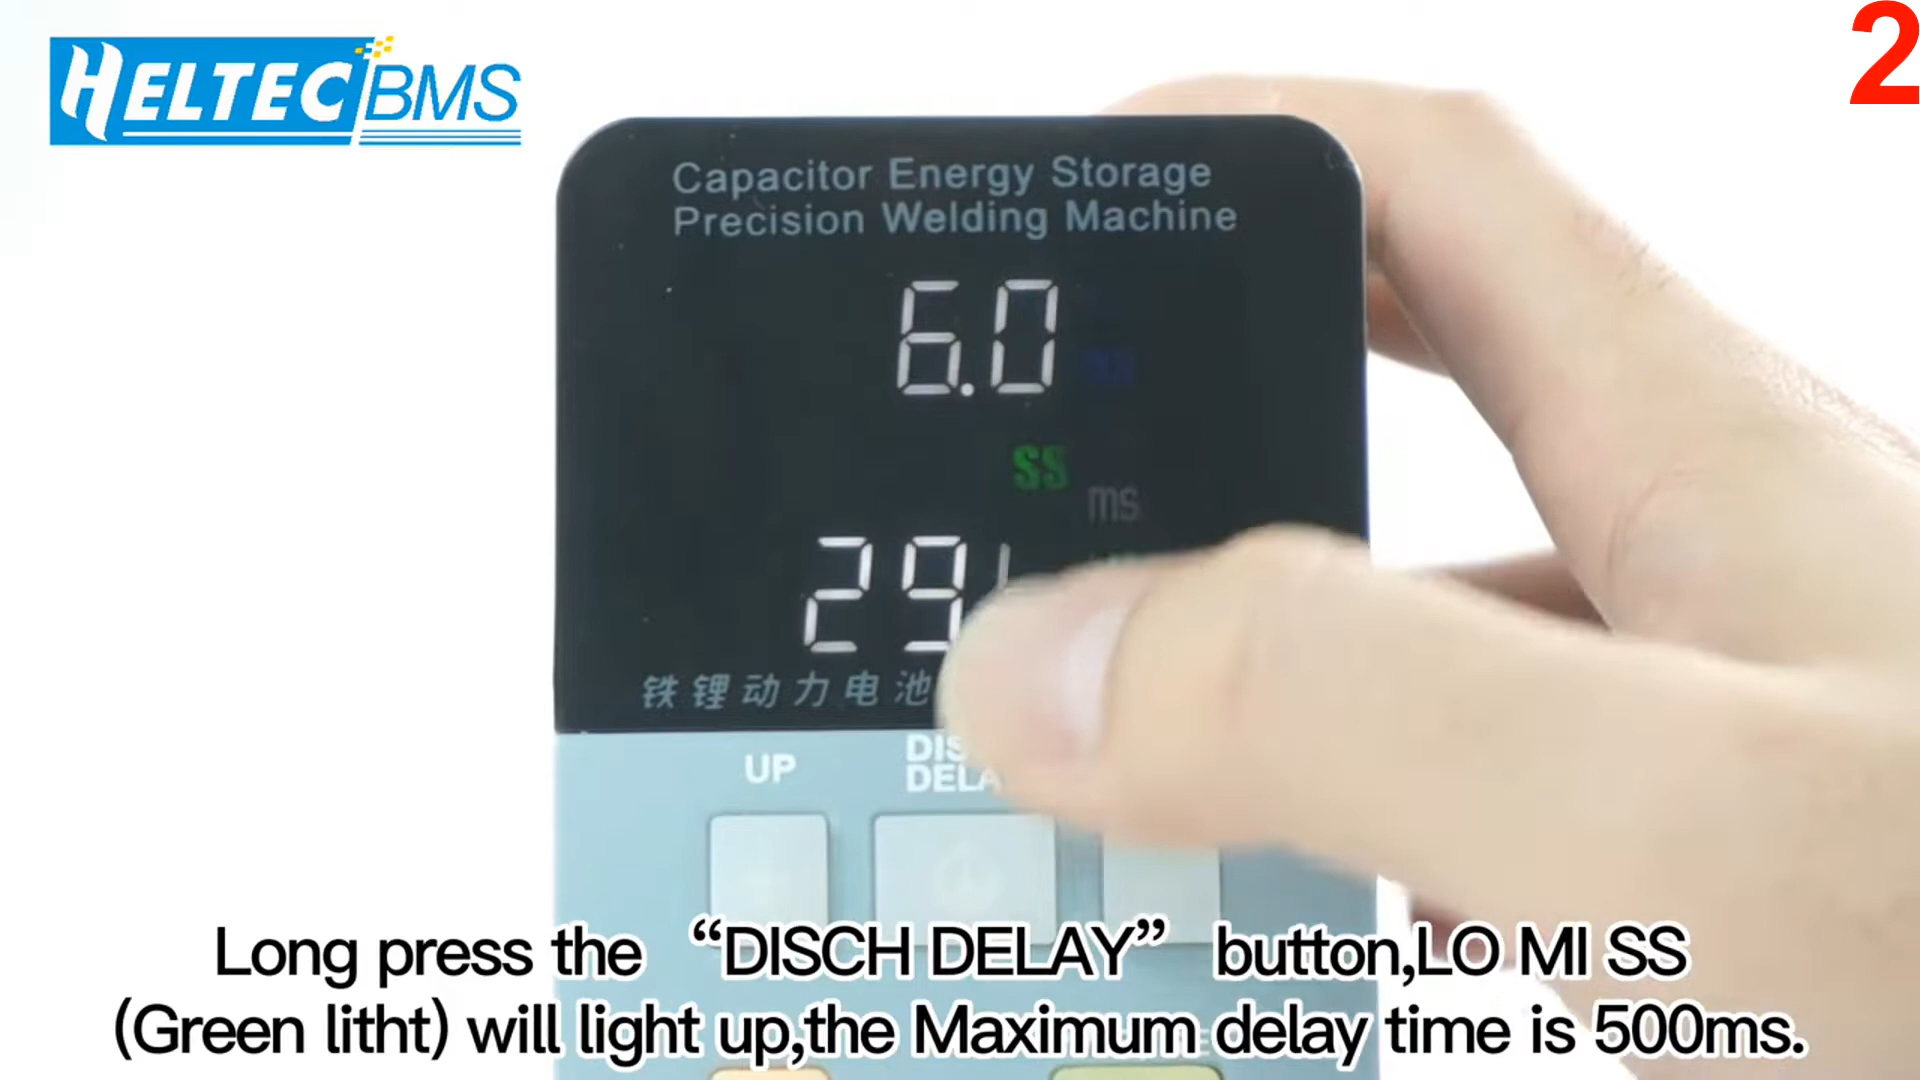 HELTEC BMS
2
Capacitor Energy Storage
Precision Welding Machine
6.0
SS
ms
29
铁锂动力电池
UP
Long press the “DISCH DELAY” button,LO MI SS
(Green litht) will light up,the Maximum delay time is 500ms.